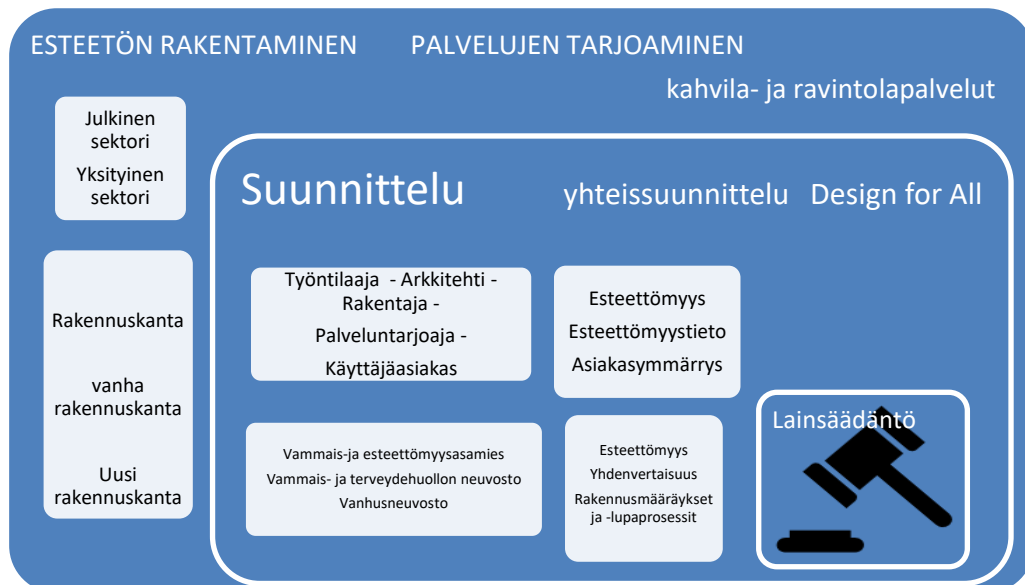 ESTEETÖN RAKENTAMINEN PALVELUJEN TARJOAMINEN
kahvila- ja ravintolapalvelut
Julkinen
sektori
Yksityinen
sektori
Rakennuskanta
vanha
rakennuskanta
Uusi
rakennuskanta
Suunnittelu yhteissuunnittelu Design for All
Työntilaaja - Arkkitehti -
Rakentaja -
Palveluntarjoaja -
Käyttäjäasiakas
Esteettömyys
Esteettömyystieto
Asiakasymmärrys
Vammais-ja esteettömyysasamies
Vammais- ja terveydehuollon neuvosto
Vanhusneuvosto
Esteettömyys
Yhdenvertaisuus
Rakennusmääräykset
ja -lupaprosessit
Lainsäädäntö